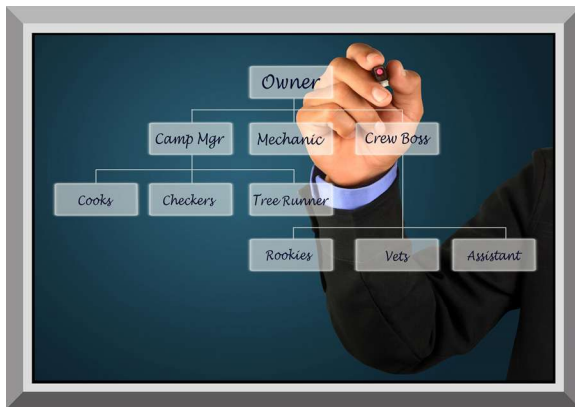 Owner
Camp Mgr
Mechanic
Crew Boss
Cooks
Checkers
Tree Runner
Rookies
Vets
Assistant